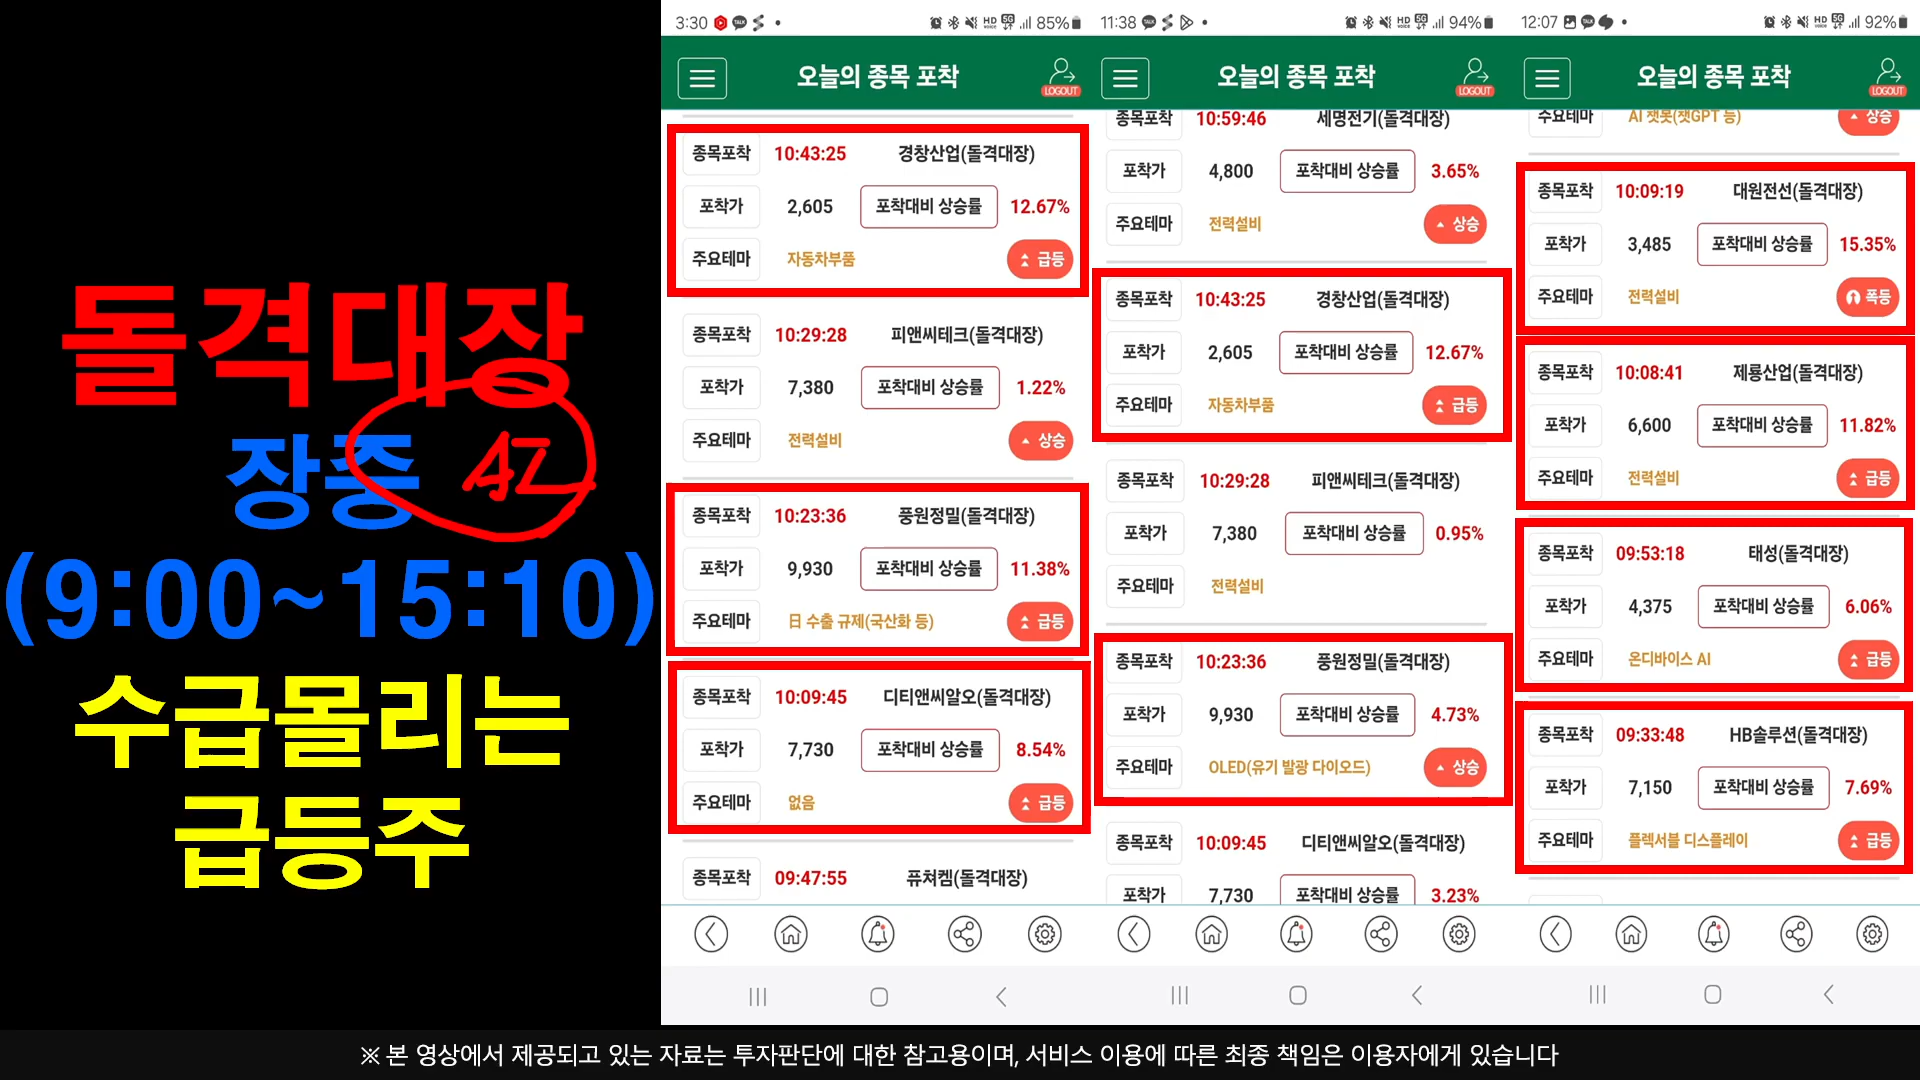 돌격대장
장중
AI
(9:00~15:10)
수급몰리는
급등주
3:30 85%
오늘의 종목 포착
LOGOUT
종목포착 10:43:25 경창산업(돌격대장)
포착가 2,605 포착대비 상승률 12.67%
주요테마 자동차부품 급등
종목포착 10:29:28 피앤씨테크(돌격대장)
포착가 7,380 포착대비 상승률 1.22%
주요테마 전력설비 상승
종목포착 10:23:36 풍원정밀(돌격대장)
포착가 9,930 포착대비 상승률 11.38%
주요테마 日 수출 규제(국산화 등) 급등
종목포착 10:09:45 디티앤씨알오(돌격대장)
포착가 7,730 포착대비 상승률 8.54%
주요테마 없음 급등
종목포착 09:47:55 퓨쳐켐(돌격대장)
11:38 94%
오늘의 종목 포착
LOGOUT
종목포착 10:59:46 세명전기(돌격대장)
포착가 4,800 포착대비 상승률 3.65%
주요테마 전력설비 상승
종목포착 10:43:25 경창산업(돌격대장)
포착가 2,605 포착대비 상승률 12.67%
주요테마 자동차부품 급등
종목포착 10:29:28 피앤씨테크(돌격대장)
포착가 7,380 포착대비 상승률 0.95%
주요테마 전력설비
종목포착 10:23:36 풍원정밀(돌격대장)
포착가 9,930 포착대비 상승률 4.73%
주요테마 OLED(유기 발광 다이오드) 상승
종목포착 10:09:45 디티앤씨알오(돌격대장)
포착가 7,730 포착대비 상승률 3.23%
12:07 92%
오늘의 종목 포착
LOGOUT
주요테마 AI 챗봇(챗GPT 등) 상승
종목포착 10:09:19 대원전선(돌격대장)
포착가 3,485 포착대비 상승률 15.35%
주요테마 전력설비 폭등
종목포착 10:08:41 제룡산업(돌격대장)
포착가 6,600 포착대비 상승률 11.82%
주요테마 전력설비 급등
종목포착 09:53:18 태성(돌격대장)
포착가 4,375 포착대비 상승률 6.06%
주요테마 온디바이스 AI 급등
종목포착 09:33:48 HB솔루션(돌격대장)
포착가 7,150 포착대비 상승률 7.69%
주요테마 플렉서블 디스플레이 급등
※ 본 영상에서 제공되고 있는 자료는 투자판단에 대한 참고용이며, 서비스 이용에 따른 최종 책임은 이용자에게 있습니다